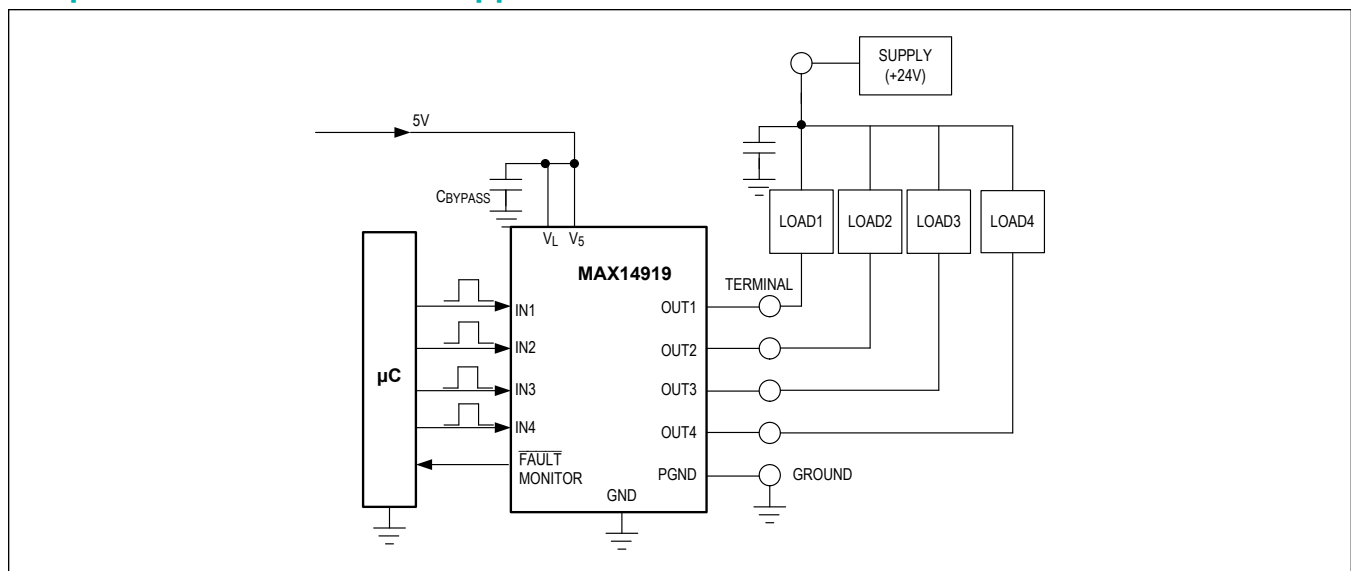 SUPPLY
(+24V)
5V
CBYPASS
LOAD1
LOAD2
LOAD3
LOAD4
VL
V5
MAX14919
TERMINAL
µC
IN1
IN2
IN3
IN4
FAULT
MONITOR
OUT1
OUT2
OUT3
OUT4
PGND
GROUND
GND